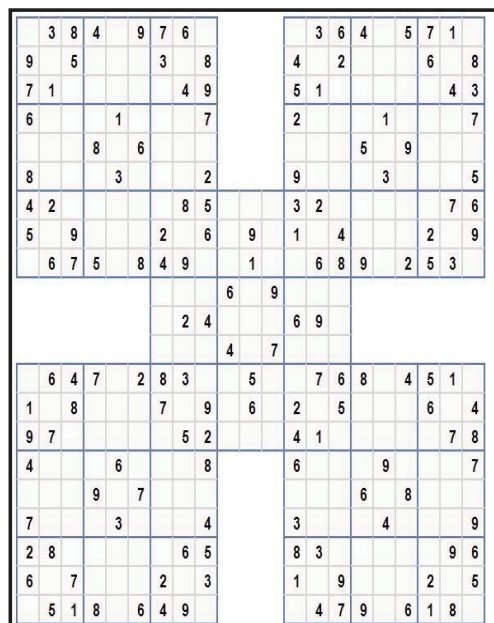 3 8 4 9 7 6 3 6 4 5 7 1
9 5 3 8 4 2 6 8
7 1 4 9 5 1 4 3
6 1 7 2 1 7
8 6 5 9
8 3 2 9 3 5
4 2 8 5 3 2 7 6
5 9 2 6 9 1 4 2 9
6 7 5 8 4 9 1 6 8 9 2 5 3
6 9
2 4 6 9
4 7
6 4 7 2 8 3 5 7 6 8 4 5 1
1 8 7 9 6 2 5 6 4
9 7 5 2 4 1 7 8
4 6 8 6 9 7
9 7 6 8
7 3 4 3 4 9
2 8 6 5 8 3 9 6
6 7 2 3 1 9 2 5
5 1 8 6 4 9 4 7 9 6 1 8